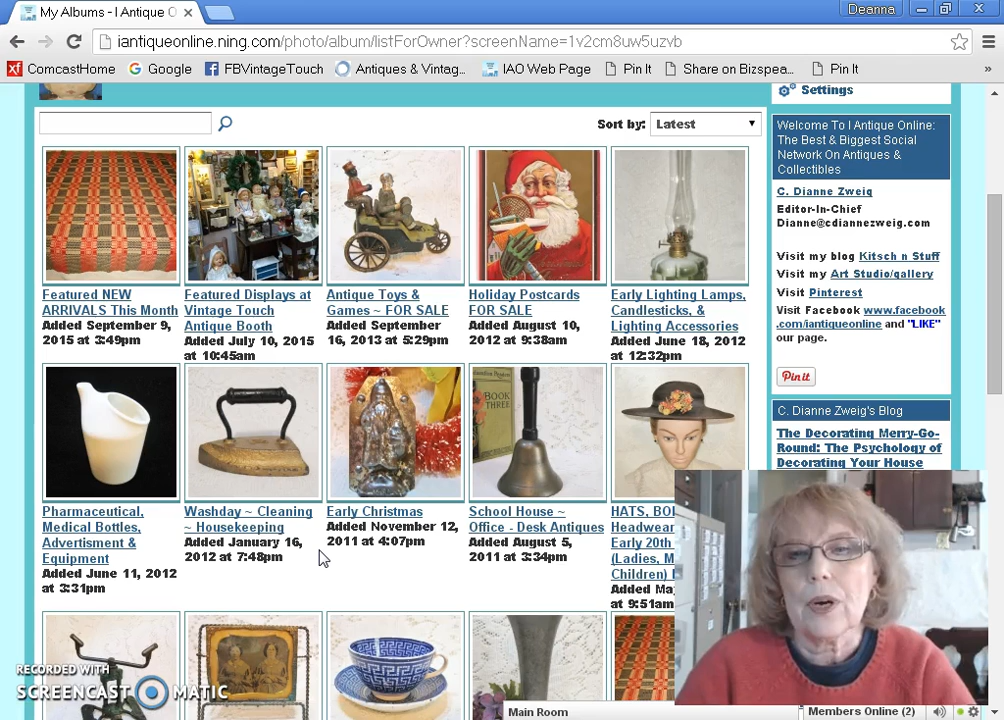 My Albums - I Antique O
Deanna
iantiqueonline.ning.com/photo/album/listForOwner?screenName=1v2cm8uw5uzvb
ComcastHome
Google
FBVintageTouch
Antiques & Vintag...
IAO Web Page
Pin It
Share on Bizspea...
Pin It
»
Settings
Sort by:
Latest
Welcome To I Antique Online:
The Best & Biggest Social
Network On Antiques &
Collectibles
C. Dianne Zweig
Editor-In-Chief
Dianne@cdiannezweig.com
Visit my blog Kitsch n Stuff
Visit my Art Studio/gallery
Visit Pinterest
Visit Facebook www.facebook
.com/iantiqueonline and "LIKE"
our page.
Pin it
C. Dianne Zweig's Blog
The Decorating Merry-Go-
Round: The Psychology of
Decorating Your House
Featured NEW
ARRIVALS This Month
Added September 9,
2015 at 3:49pm
Featured Displays at
Vintage Touch
Antique Booth
Added July 10, 2015
at 10:45am
Antique Toys &
Games ~ FOR SALE
Added September
16, 2013 at 5:29pm
Holiday Postcards
FOR SALE
Added August 10,
2012 at 9:38am
Early Lighting Lamps,
Candlesticks, &
Lighting Accessories
Added June 18, 2012
at 12:32pm
BOOK
THREE
Pharmaceutical,
Medical Bottles,
Advertisment &
Equipment
Added June 11, 2012
at 3:31pm
Washday ~ Cleaning
~ Housekeeping
Added January 16,
2012 at 7:48pm
Early Christmas
Added November 12,
2011 at 4:07pm
School House ~
Office - Desk Antiques
Added August 5,
2011 at 3:34pm
HATS, BO
Headwear
Early 20th
(Ladies, M
Children)
Added Ma
at 9:51am
RECORDED WITH
SCREENCAST MATIC
Main Room
Members Online (2)